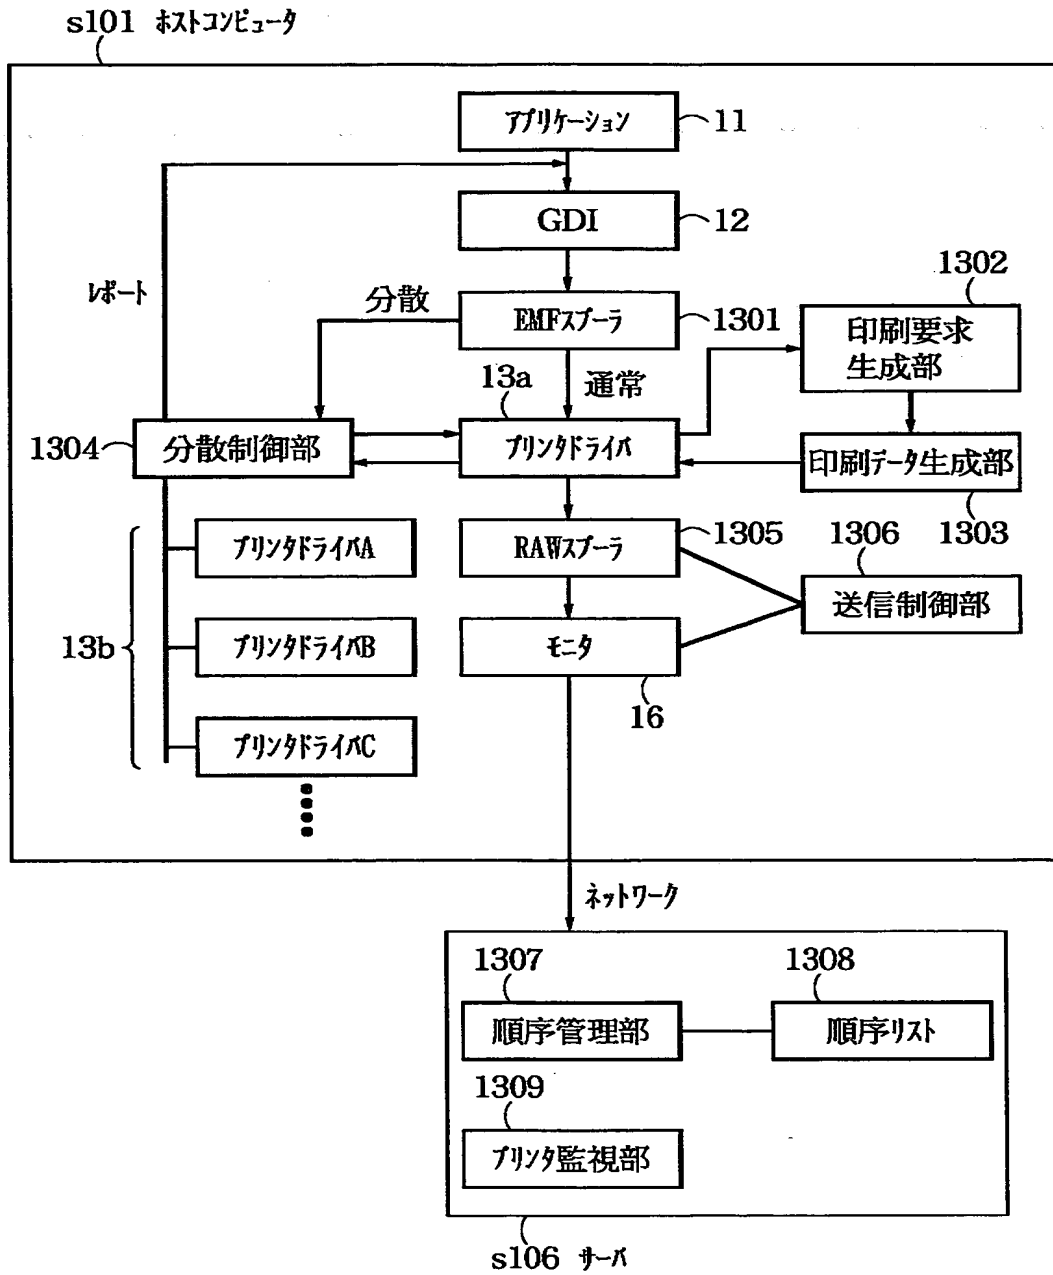 s101 ホストコンピュータ
アプリケーション
11
GDI
12
レポート
分散
EMFスプーラ
1301
1302
印刷要求
生成部
13a
通常
1304
分散制御部
プリンタドライバ
印刷データ生成部
1303
プリンタドライバA
RAWスプーラ
1305
1306
送信制御部
13b
プリンタドライバB
モニタ
16
プリンタドライバC
ネットワーク
1307
順序管理部
1308
順序リスト
1309
プリンタ監視部
s106 サーバ